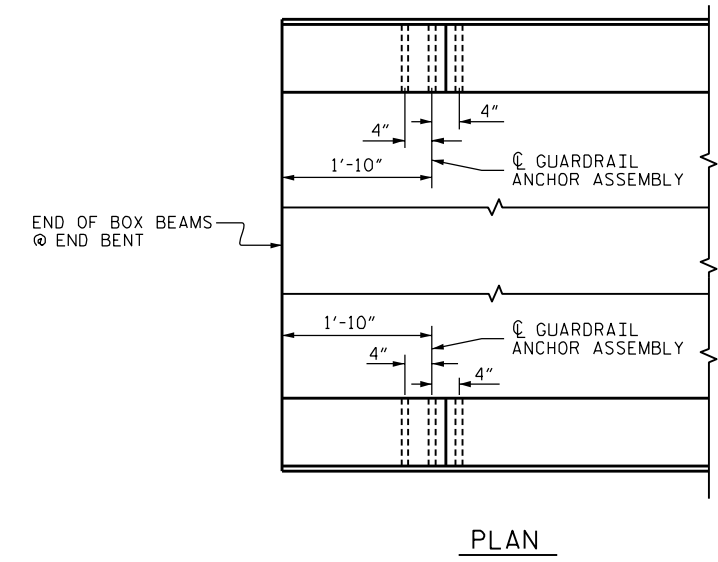 4″
4″
1′-10″
℄ GUARDRAIL
ANCHOR ASSEMBLY
END OF BOX BEAMS
@ END BENT
1′-10″
℄ GUARDRAIL
ANCHOR ASSEMBLY
4″
4″
PLAN